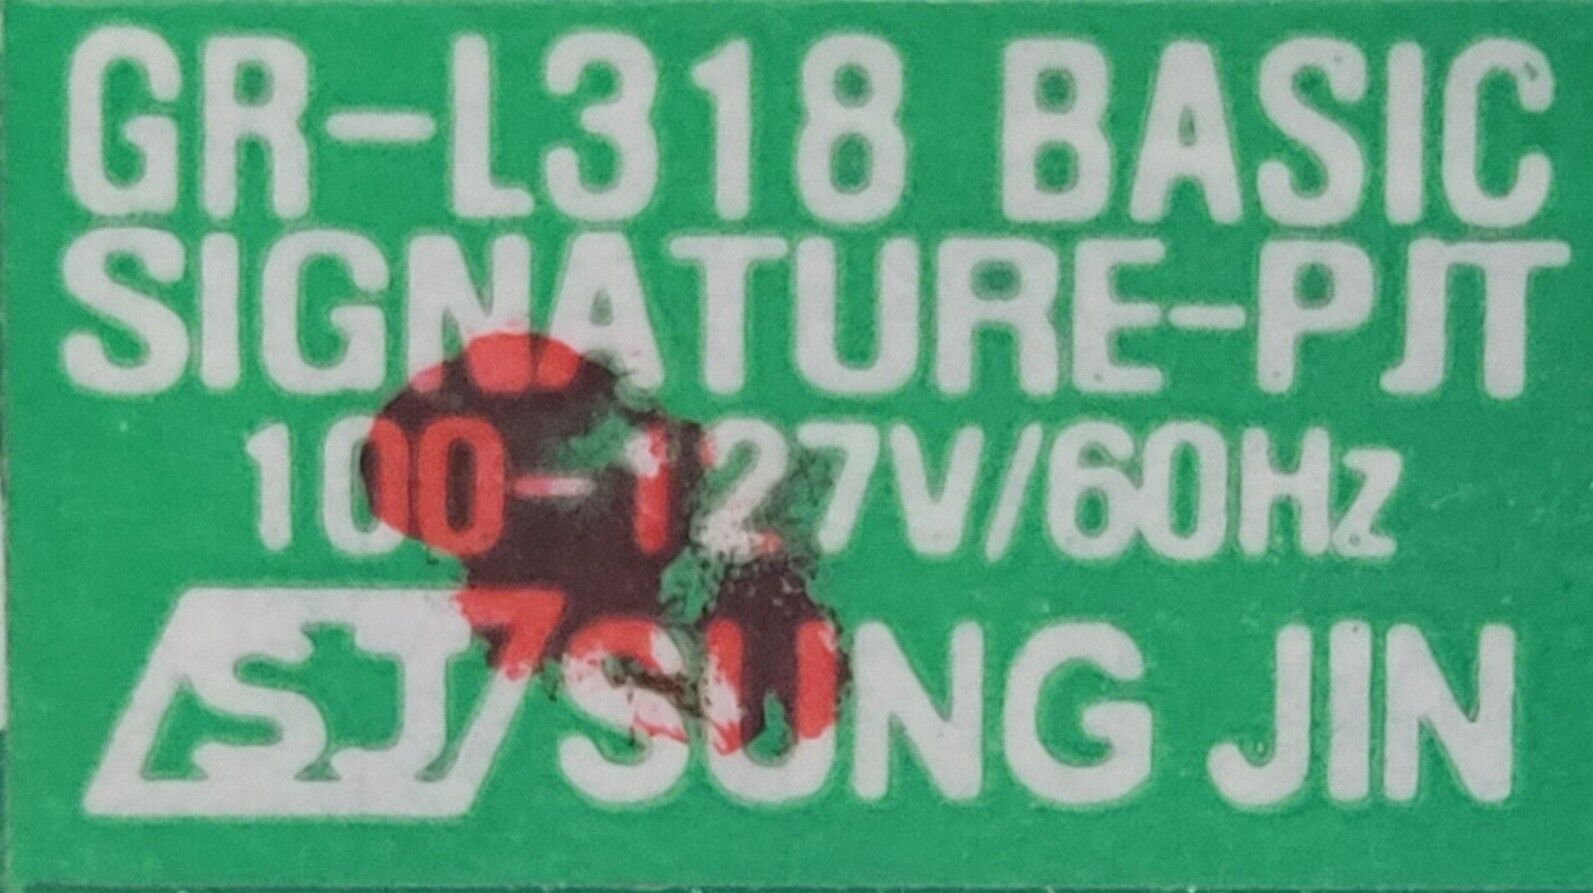 GR-L318 BASIC
SIGNATURE-PJT
100-127V/60Hz
SJ SUNG JIN